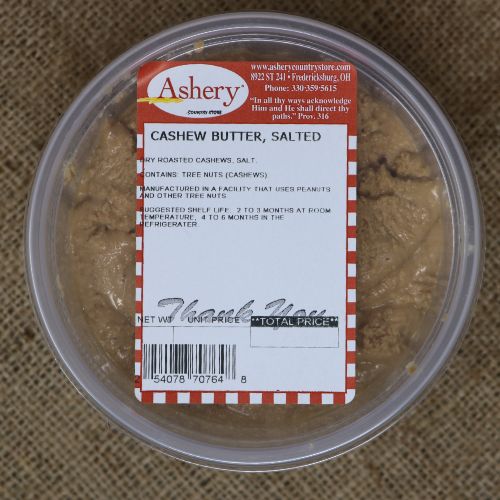 Ashery®
COUNTRY STORE
www.asherycountrystore.com
8922 ST 241 • Fredericksburg, OH
Phone: 330•359•5615
"In all thy ways acknowledge
Him and He shall direct thy
paths." Prov. 316
CASHEW BUTTER, SALTED
DRY ROASTED CASHEWS, SALT.
CONTAINS: TREE NUTS (CASHEWS)
MANUFACTURED IN A FACILITY THAT USES PEANUTS
AND OTHER TREE NUTS
SUGGESTED SHELF LIFE: 2 TO 3 MONTHS AT ROOM
TEMPERATURE, 4 TO 6 MONTHS IN THE
REFRIGERATER.
Thank You
NET WT UNIT PRICE **TOTAL PRICE**
2 54078 70764 8